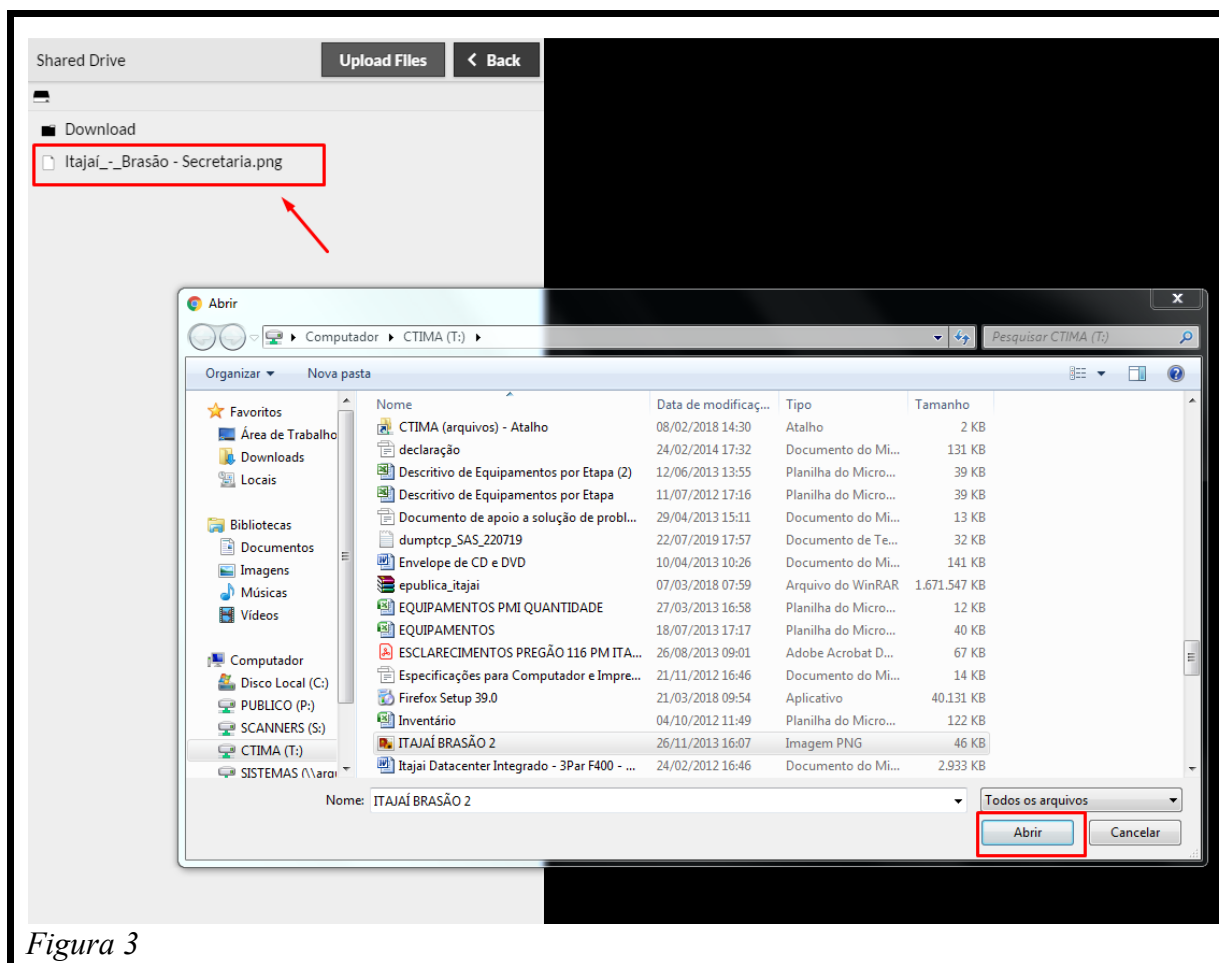 Shared Drive Upload FIles Back
Download
Itajaí_-_Brasão - Secretaria.png
Abrir
Computador CTIMA (T:) Pesquisar CTIMA (T:)
Organizar Nova pasta
Nome Data de modificaç... Tipo Tamanho
Favoritos
Área de Trabalho
Downloads
Locais
Bibliotecas
Documentos
Imagens
Músicas
Vídeos
Computador
Disco Local (C:)
PUBLICO (P:)
SCANNERS (S:)
CTIMA (T:)
SISTEMAS (\\arqu
CTIMA (arquivos) - Atalho 08/02/2018 14:30 Atalho 2 KB
declaração 24/02/2014 17:32 Documento do Mi... 131 KB
Descritivo de Equipamentos por Etapa (2) 12/06/2013 13:55 Planilha do Micro... 39 KB
Descritivo de Equipamentos por Etapa 11/07/2012 17:16 Planilha do Micro... 39 KB
Documento de apoio a solução de probl... 29/04/2013 15:11 Documento do Mi... 13 KB
dumptcp_SAS_220719 22/07/2019 17:57 Documento de Te... 32 KB
Envelope de CD e DVD 10/04/2013 10:26 Documento do Mi... 141 KB
epublica_itajai 07/03/2018 07:59 Arquivo do WinRAR 1.671.547 KB
EQUIPAMENTOS PMI QUANTIDADE 27/03/2013 16:58 Planilha do Micro... 12 KB
EQUIPAMENTOS 18/07/2013 17:17 Planilha do Micro... 40 KB
ESCLARECIMENTOS PREGÃO 116 PM ITA... 26/08/2013 09:01 Adobe Acrobat D... 67 KB
Especificações para Computador e Impre... 21/11/2012 16:46 Documento do Mi... 14 KB
Firefox Setup 39.0 21/03/2018 09:54 Aplicativo 40.131 KB
Inventário 04/10/2012 11:49 Planilha do Micro... 122 KB
ITAJAÍ BRASÃO 2 26/11/2013 16:07 Imagem PNG 46 KB
Itajai Datacenter Integrado - 3Par F400 - ... 24/02/2012 16:46 Documento do Mi... 2.933 KB
Nome: ITAJAÍ BRASÃO 2 Todos os arquivos
Abrir Cancelar
Figura 3